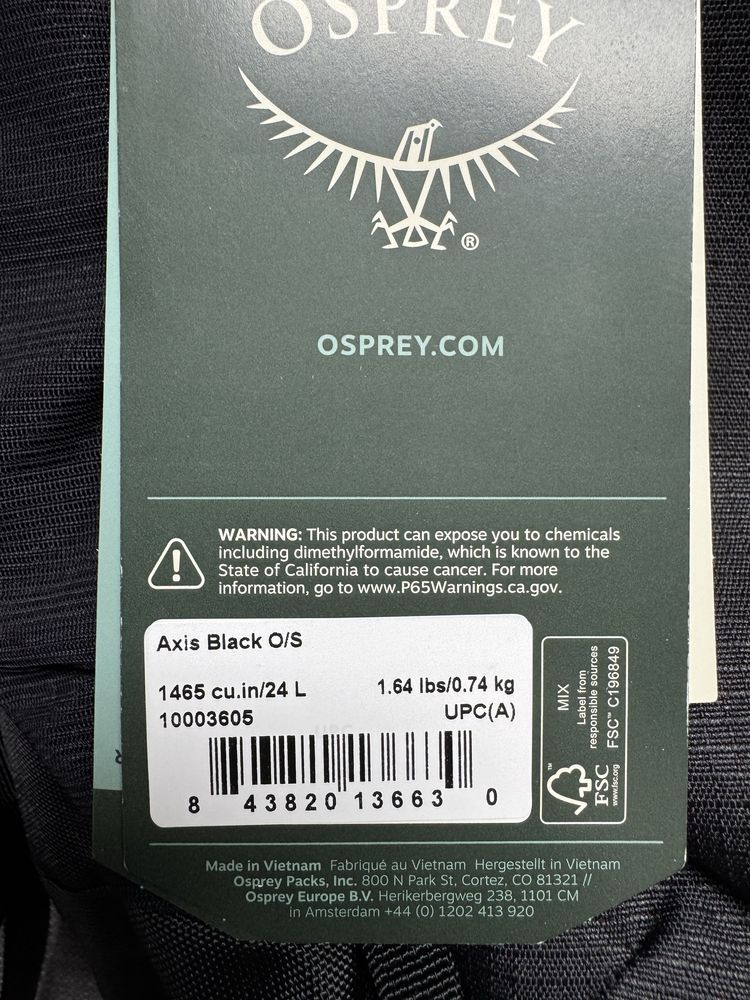 OSPREY
®
OSPREY.COM
WARNING: This product can expose you to chemicals
including dimethylformamide, which is known to the
State of California to cause cancer. For more
information, go to www.P65Warnings.ca.gov.
Axis Black O/S
1465 cu.in/24 L 1.64 lbs/0.74 kg
10003605 UPC(A)
8 43820 13663 0
MIX
Label from
responsible sources
FSC™ C196849
™
FSC
www.fsc.org
Made in Vietnam Fabriqué au Vietnam Hergestellt in Vietnam
Osprey Packs, Inc. 800 N Park St, Cortez, CO 81321 //
Osprey Europe B.V. Herikerbergweg 238, 1101 CM
in Amsterdam +44 (0) 1202 413 920